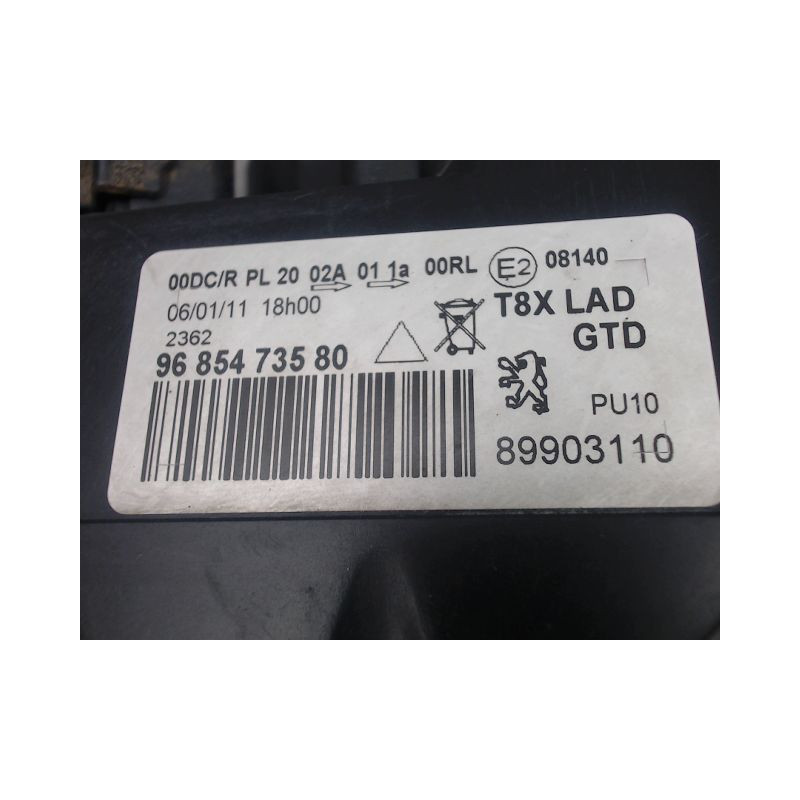 00DC/R PL 20 02A 01 1a 00RL E2 08140
06/01/11 18h00
T8X LAD
2362
GTD
96 854 735 80
PU10
89903110